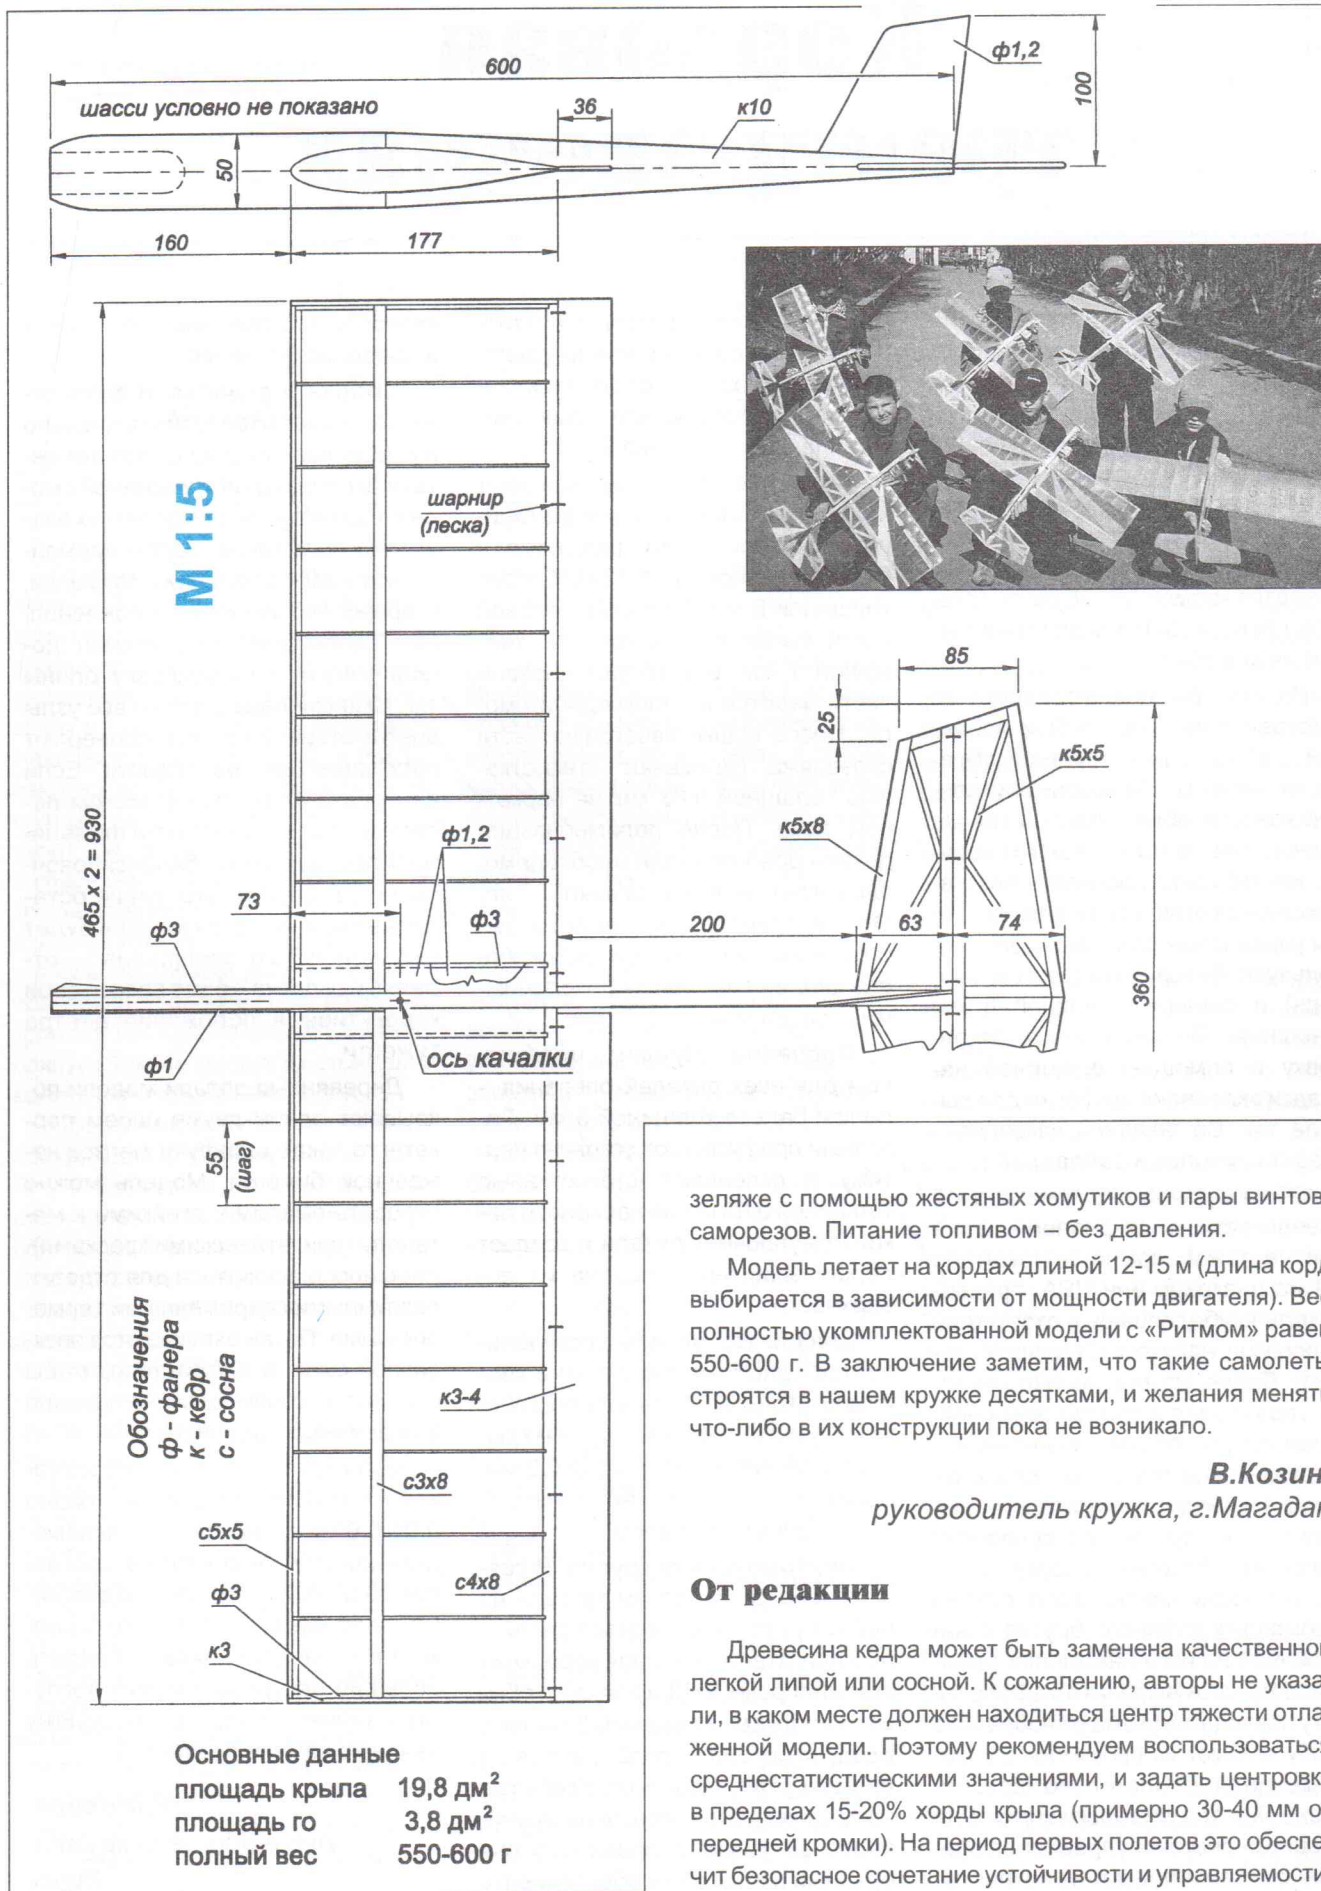 600
ф1,2
100
шасси условно не показано
36
к10
50
160
177
М 1:5
465 х 2 = 930
шарнир
(леска)
85
25
к5х5
к5х8
ф1,2
73
ф3
ф3
200
63
74
360
ф1
ось качалки
55
(шаг)
Обозначения
ф - фанера
к - кедр
с - сосна
к3-4
с3х8
с5х5
с4х8
ф3
к3
Основные данные
площадь крыла 19,8 дм²
площадь го 3,8 дм²
полный вес 550-600 г
зеляже с помощью жестяных хомутиков и пары винтов-
саморезов. Питание топливом – без давления.
Модель летает на кордах длиной 12-15 м (длина корд
выбирается в зависимости от мощности двигателя). Вес
полностью укомплектованной модели с «Ритмом» равен
550-600 г. В заключение заметим, что такие самолеты
строятся в нашем кружке десятками, и желания менять
что-либо в их конструкции пока не возникало.
В.Козин,
руководитель кружка, г.Магадан
От редакции
Древесина кедра может быть заменена качественной
легкой липой или сосной. К сожалению, авторы не указа-
ли, в каком месте должен находиться центр тяжести отла-
женной модели. Поэтому рекомендуем воспользоваться
среднестатистическими значениями, и задать центровку
в пределах 15-20% хорды крыла (примерно 30-40 мм от
передней кромки). На период первых полетов это обеспе-
чит безопасное сочетание устойчивости и управляемости